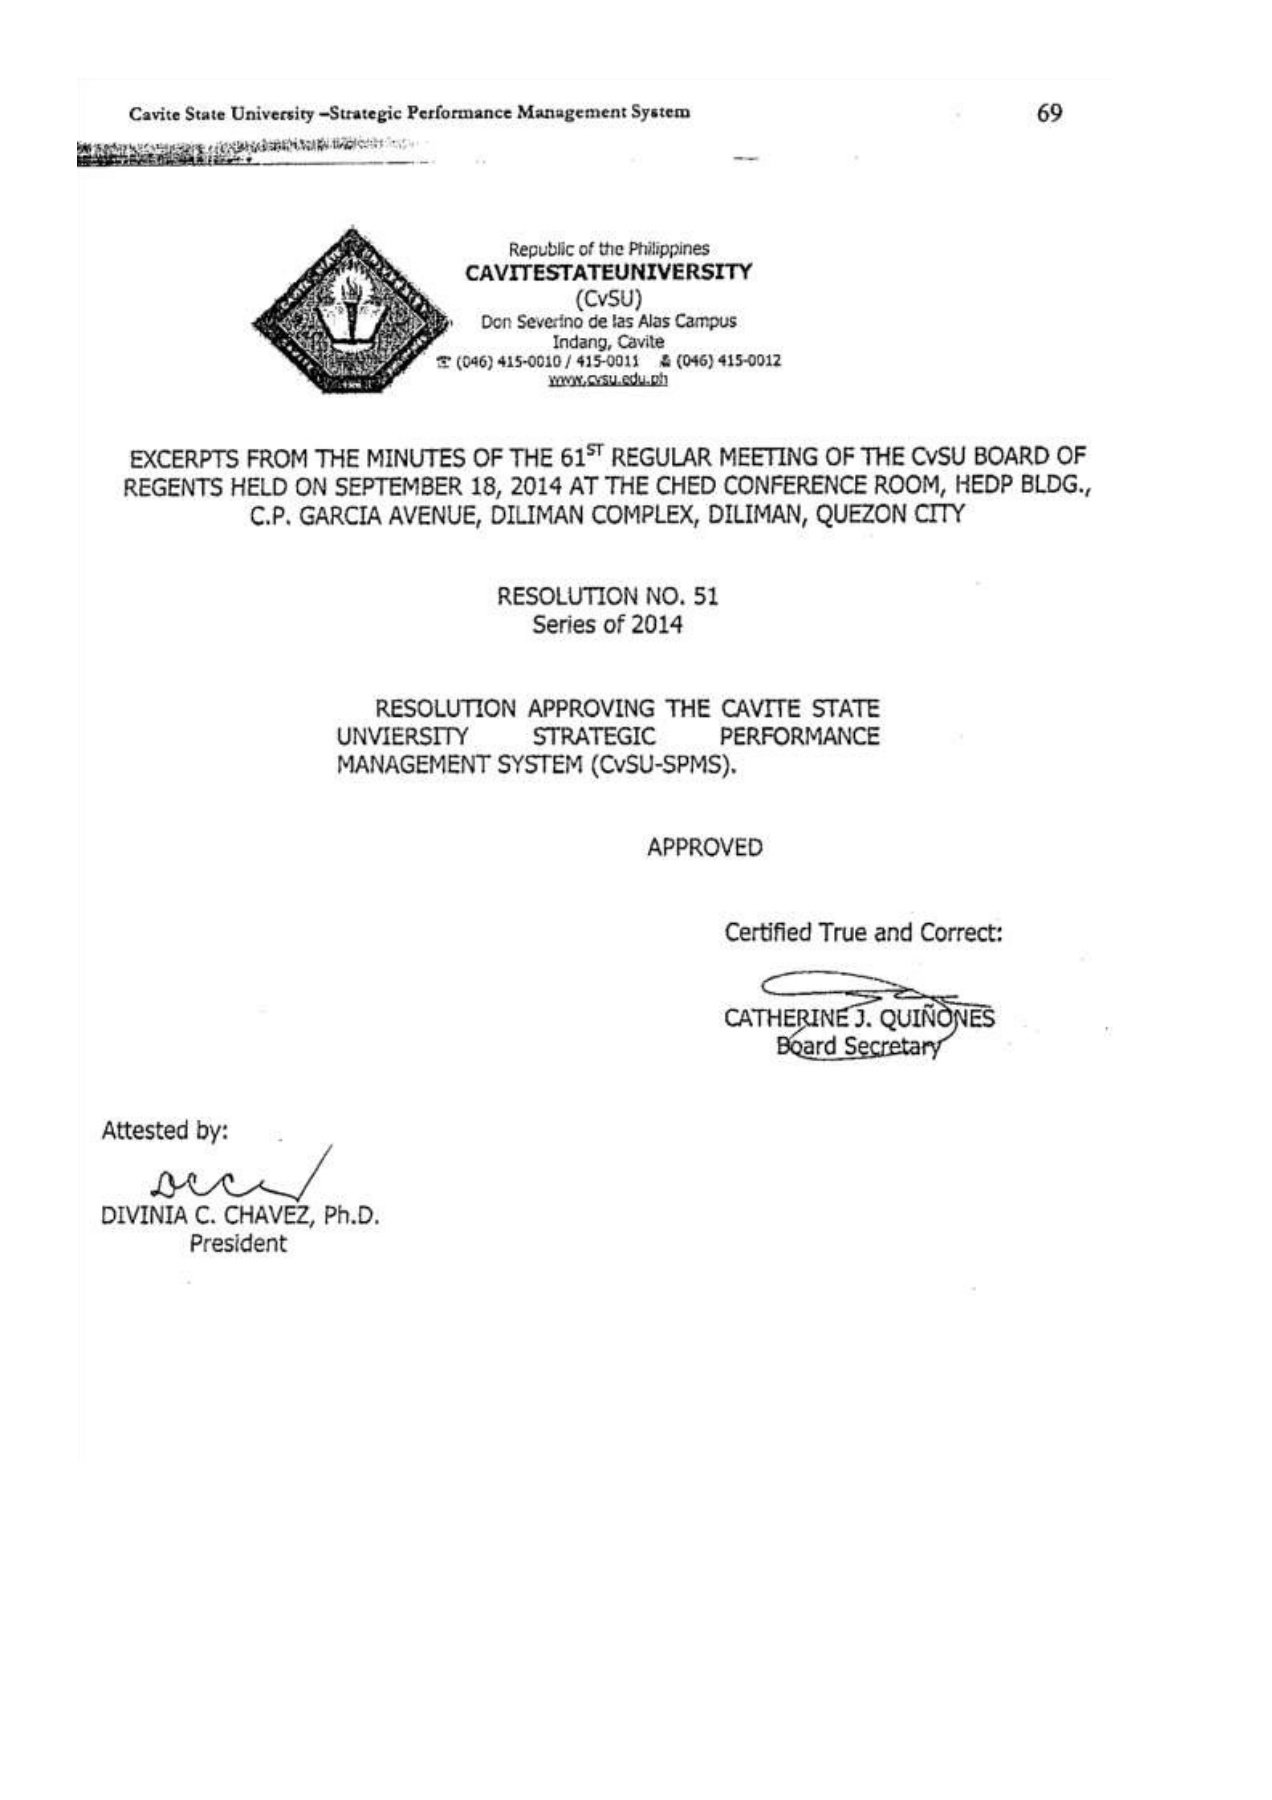 Cavite State University –Strategic Performance Management System 69
Republic of the Philippines
CAVITESTATEUNIVERSITY
(CvSU)
Don Severino de las Alas Campus
Indang, Cavite
☎ (046) 415-0010 / 415-0011 & (046) 415-0012
www.cvsu.edu.ph
EXCERPTS FROM THE MINUTES OF THE 61ST REGULAR MEETING OF THE CvSU BOARD OF
REGENTS HELD ON SEPTEMBER 18, 2014 AT THE CHED CONFERENCE ROOM, HEDP BLDG.,
C.P. GARCIA AVENUE, DILIMAN COMPLEX, DILIMAN, QUEZON CITY
RESOLUTION NO. 51
Series of 2014
RESOLUTION APPROVING THE CAVITE STATE
UNVIERSITY STRATEGIC PERFORMANCE
MANAGEMENT SYSTEM (CvSU-SPMS).
APPROVED
Certified True and Correct:
CATHERINE J. QUIÑONES
Board Secretary
Attested by:
DIVINIA C. CHAVEZ, Ph.D.
President